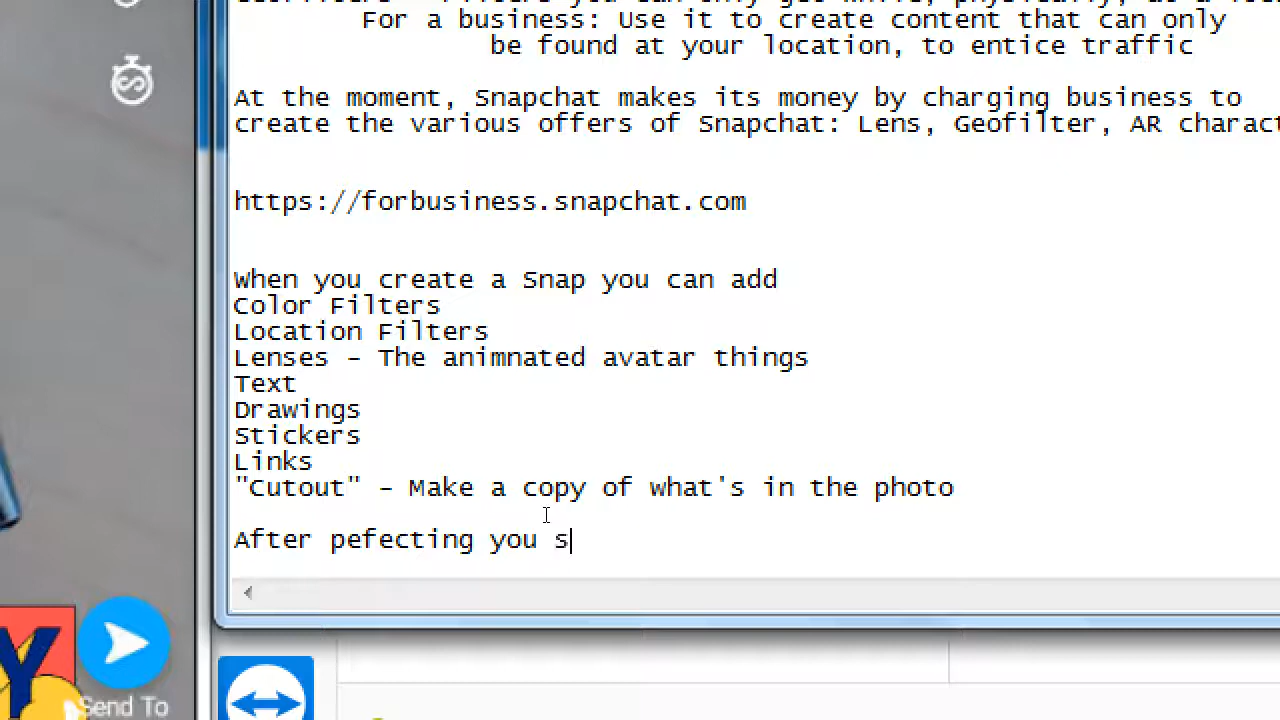 For a business: Use it to create content that can only
be found at your location, to entice traffic
At the moment, Snapchat makes its money by charging business to
create the various offers of Snapchat: Lens, Geofilter, AR charact
https://forbusiness.snapchat.com
When you create a Snap you can add
Color Filters
Location Filters
Lenses - The animnated avatar things
Text
Drawings
Stickers
Links
"Cutout" - Make a copy of what's in the photo
After pefecting you s
Y
Send To